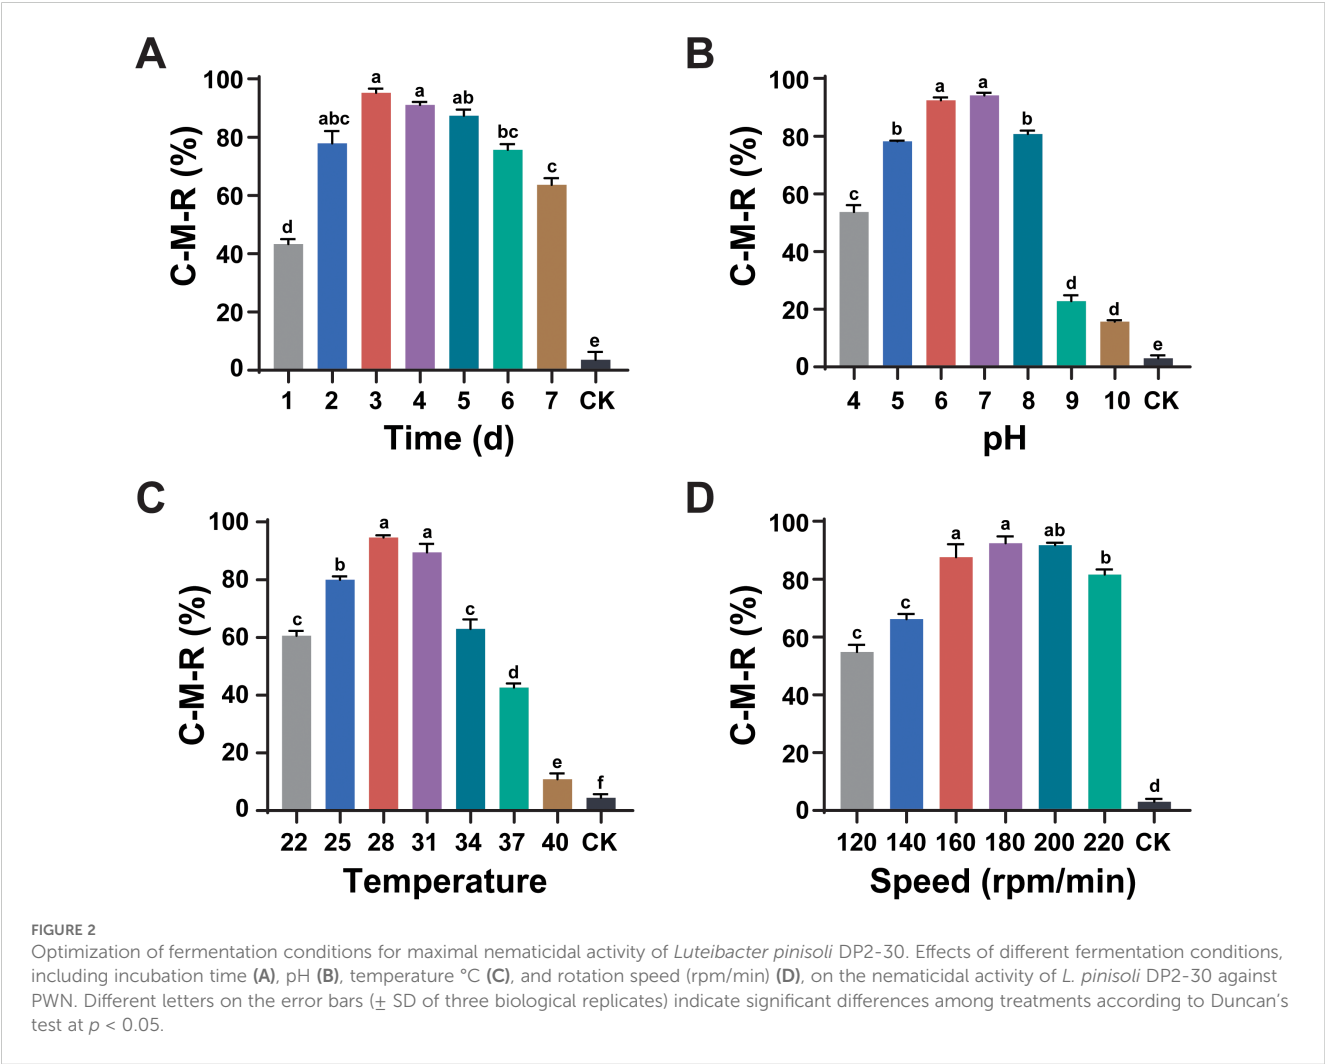 A
C-M-R (%)
100
80
60
40
20
0
d
abc
a
a
ab
bc
c
e
1 2 3 4 5 6 7 CK
Time (d)
B
C-M-R (%)
100
80
60
40
20
0
c
b
a
a
b
d
d
e
4 5 6 7 8 9 10 CK
pH
C
C-M-R (%)
100
80
60
40
20
0
c
b
a
a
c
d
e
f
22 25 28 31 34 37 40 CK
Temperature
D
C-M-R (%)
100
80
60
40
20
0
c
c
a
a
ab
b
d
120 140 160 180 200 220 CK
Speed (rpm/min)
FIGURE 2
Optimization of fermentation conditions for maximal nematicidal activity of Luteibacter pinisoli DP2-30. Effects of different fermentation conditions,
including incubation time (A), pH (B), temperature °C (C), and rotation speed (rpm/min) (D), on the nematicidal activity of L. pinisoli DP2-30 against
PWN. Different letters on the error bars (± SD of three biological replicates) indicate significant differences among treatments according to Duncan’s
test at p < 0.05.